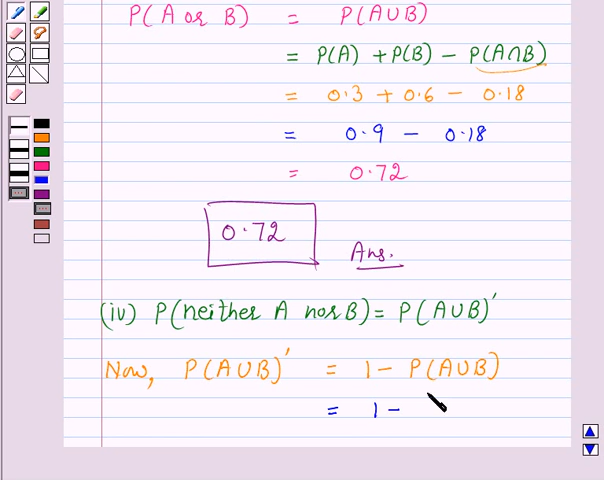 P(A or B) = P(A∪B)
= P(A) + P(B) - P(A∩B)
= 0.3 + 0.6 - 0.18
= 0.9 - 0.18
= 0.72
0.72 Ans.
(iv) P(neither A nor B) = P(A∪B)'
Now, P(A∪B)' = 1 - P(A∪B)
= 1 -